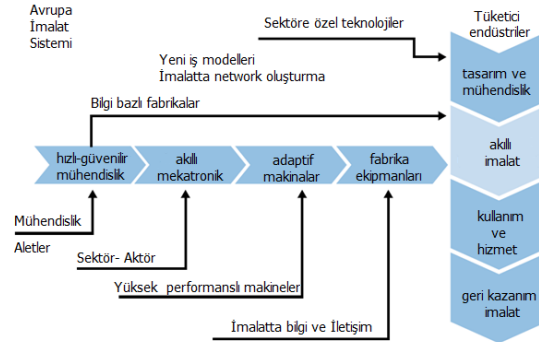 Avrupa
İmalat
Sistemi
Sektöre özel teknolojiler
Tüketici
endüstriler
Yeni iş modelleri
İmalatta network oluşturma
tasarım ve
mühendislik
Bilgi bazlı fabrikalar
akıllı
imalat
hızlı-güvenilir
mühendislik
akıllı
mekatronik
adaptif
makinalar
fabrika
ekipmanları
kullanım
ve
hizmet
Mühendislik
Aletler
Sektör- Aktör
Yüksek performanslı makineler
geri kazanım
imalat
İmalatta bilgi ve İletişim